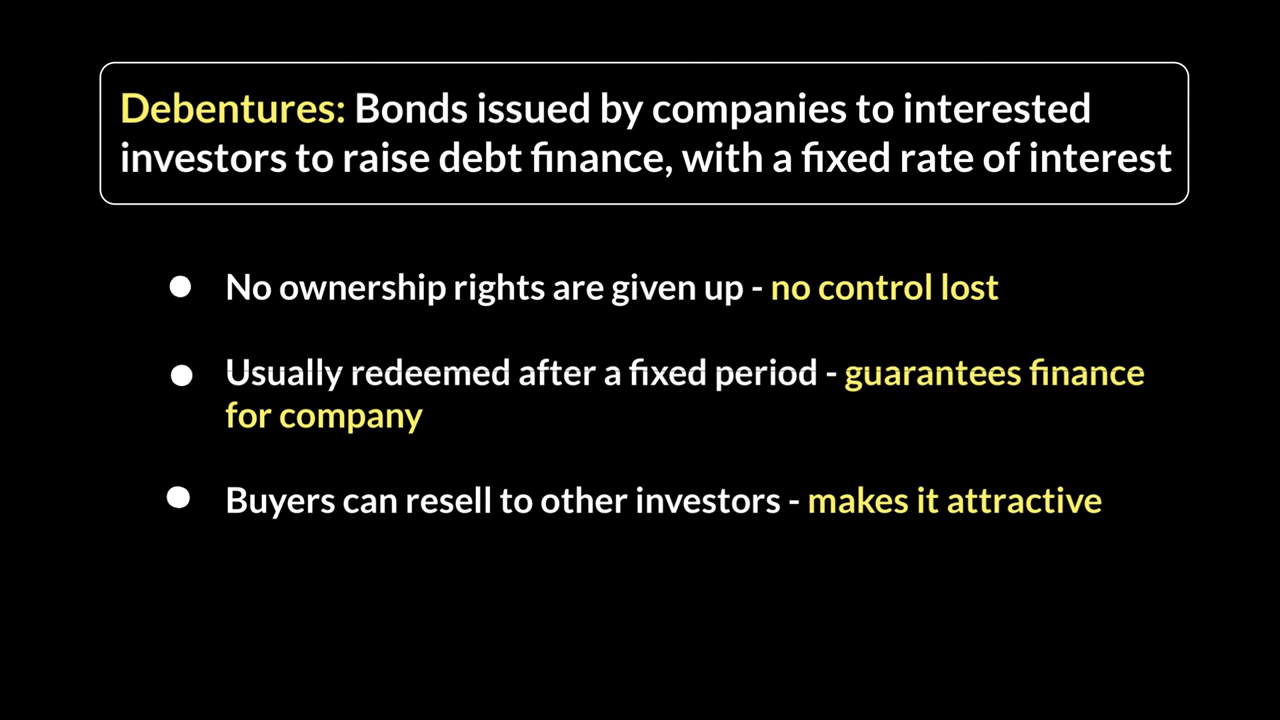 Debentures: Bonds issued by companies to interested
investors to raise debt finance, with a fixed rate of interest
No ownership rights are given up - no control lost
Usually redeemed after a fixed period - guarantees finance
for company
Buyers can resell to other investors - makes it attractive